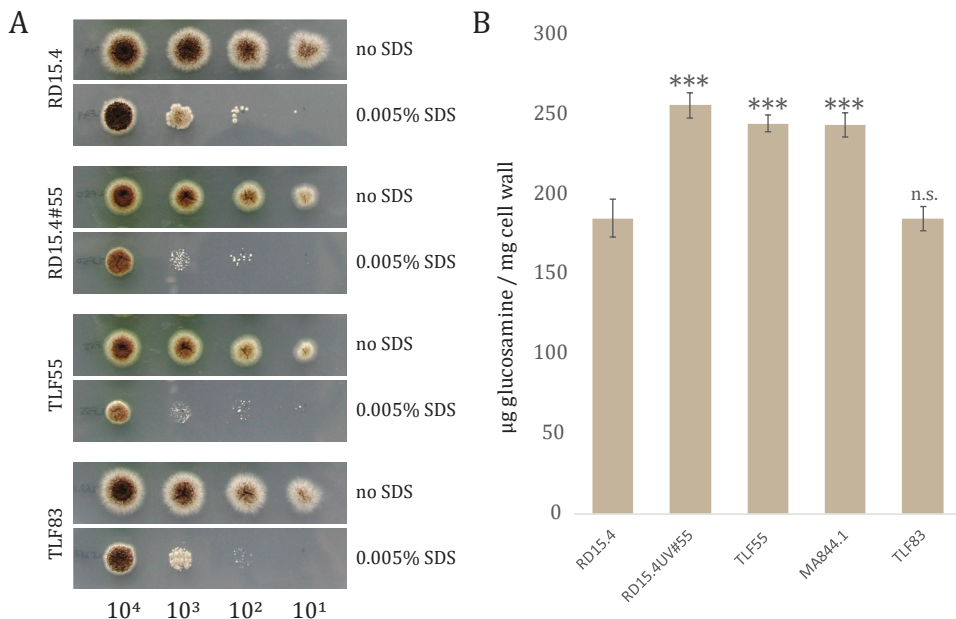 A
RD15.4
no SDS
0.005% SDS
RD15.4#55
no SDS
0.005% SDS
TLF55
no SDS
0.005% SDS
TLF83
no SDS
0.005% SDS
10⁴ 10³ 10² 10¹
B
µg glucosamine / mg cell wall
300
250
200
150
100
50
0
***
***
***
n.s.
RD15.4
RD15.4UV#55
TLF55
MA844.1
TLF83